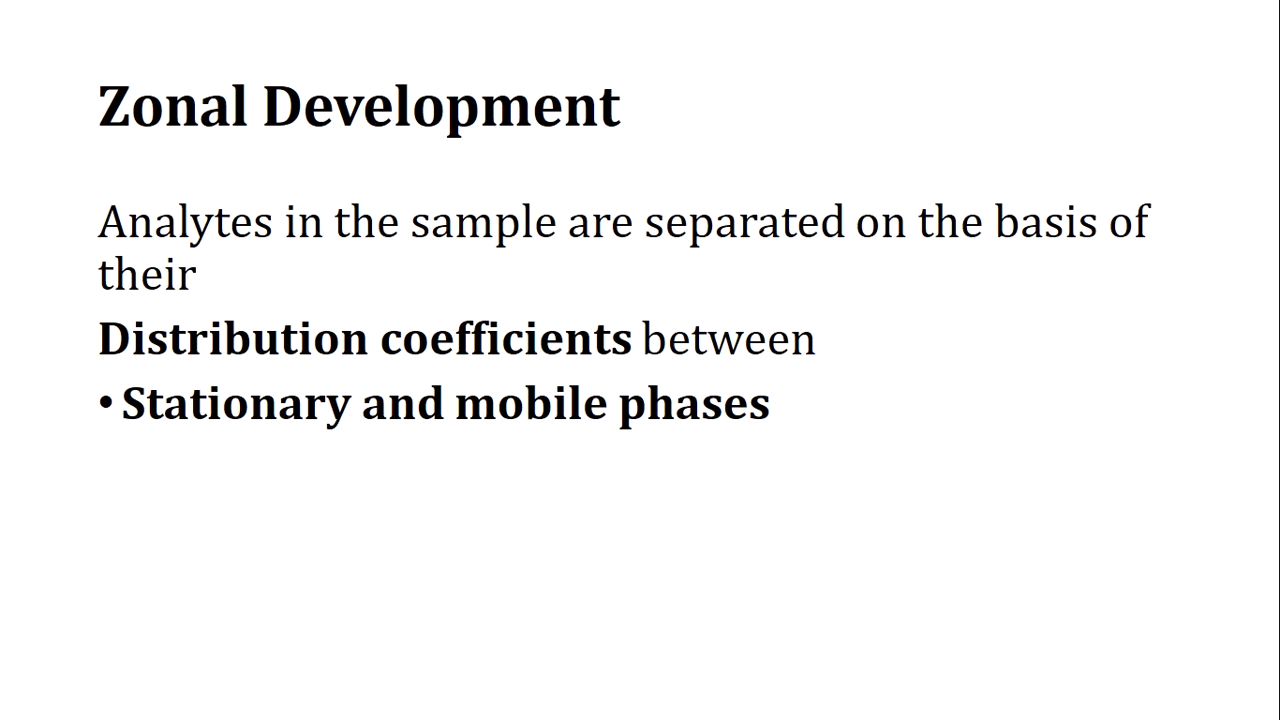 Zonal Development
Analytes in the sample are separated on the basis of
their
Distribution coefficients between
• Stationary and mobile phases